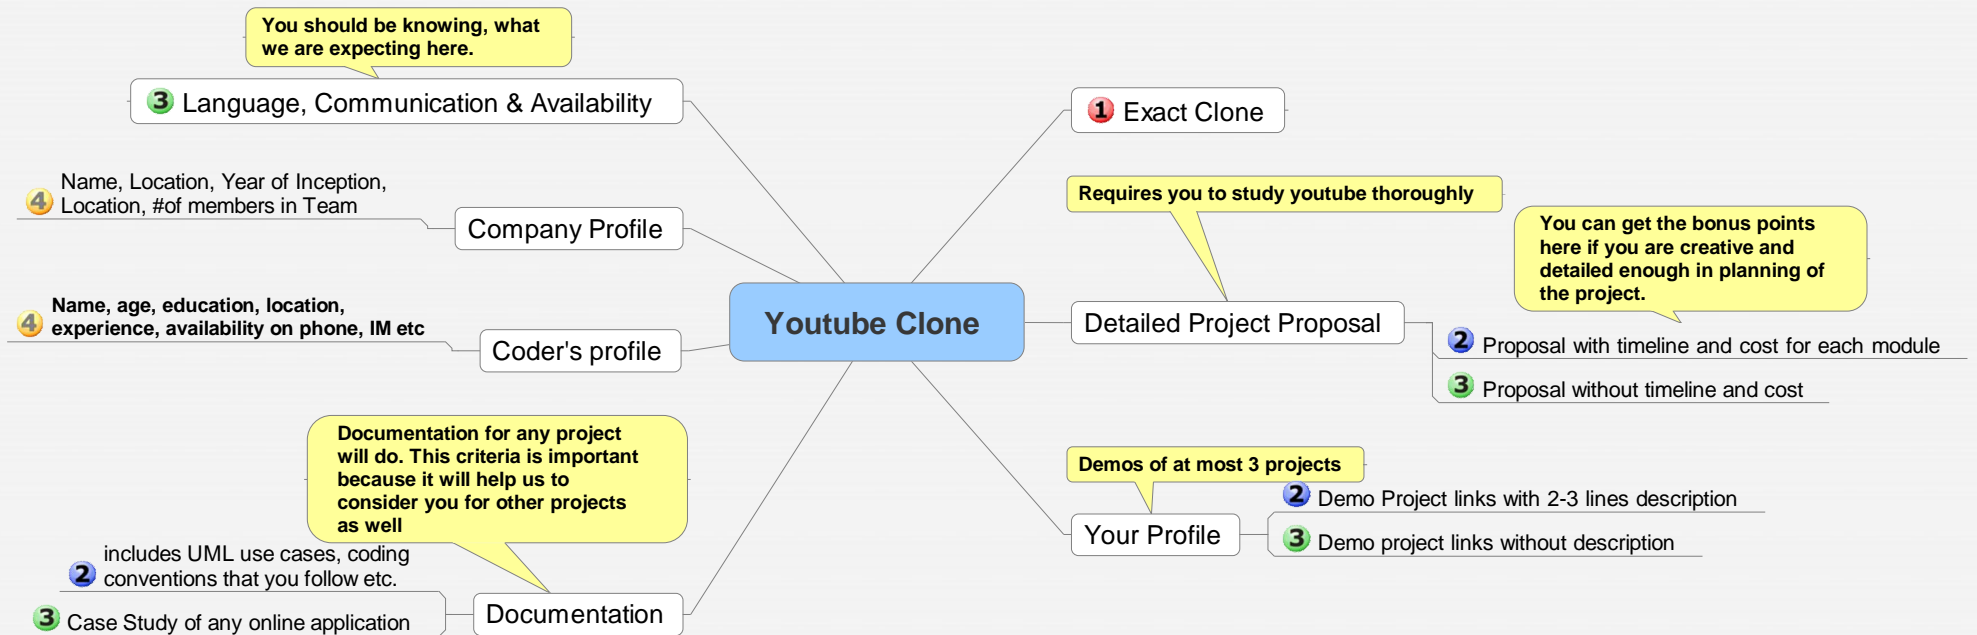 You should be knowing, what
we are expecting here.
3 Language, Communication & Availability
Name, Location, Year of Inception,
4 Location, #of members in Team
Company Profile
Name, age, education, location,
4 experience, availability on phone, IM etc
Coder's profile
Documentation for any project
will do. This criteria is important
because it will help us to
consider you for other projects
as well
includes UML use cases, coding
2 conventions that you follow etc.
3 Case Study of any online application
Documentation
Youtube Clone
1 Exact Clone
Requires you to study youtube thoroughly
Detailed Project Proposal
You can get the bonus points
here if you are creative and
detailed enough in planning of
the project.
2 Proposal with timeline and cost for each module
3 Proposal without timeline and cost
Demos of at most 3 projects
Your Profile
2 Demo Project links with 2-3 lines description
3 Demo project links without description